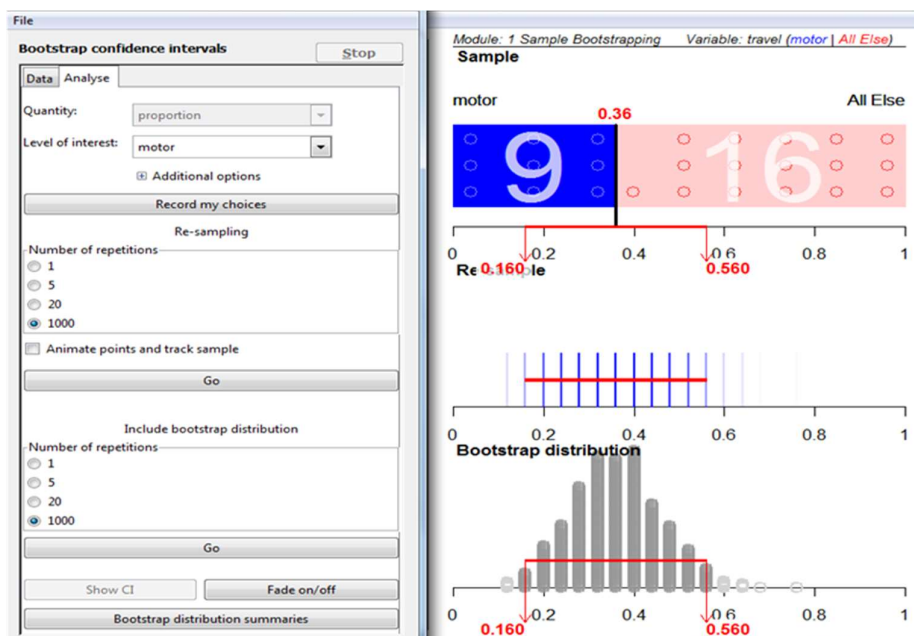 File
Bootstrap confidence intervals
Stop
Data Analyse
Quantity: proportion
Level of interest: motor
Additional options
Record my choices
Re-sampling
Number of repetitions
1
5
20
1000
Animate points and track sample
Go
Include bootstrap distribution
Number of repetitions
1
5
20
1000
Go
Show CI Fade on/off
Bootstrap distribution summaries
Module: 1 Sample Bootstrapping Variable: travel (motor | All Else)
Sample
motor All Else
0.36
9 16
0 0.2 0.4 0.6 0.8 1
0.160 0.560
Re-sample
0 0.2 0.4 0.6 0.8 1
Bootstrap distribution
0 0.2 0.4 0.6 0.8 1
0.160 0.560